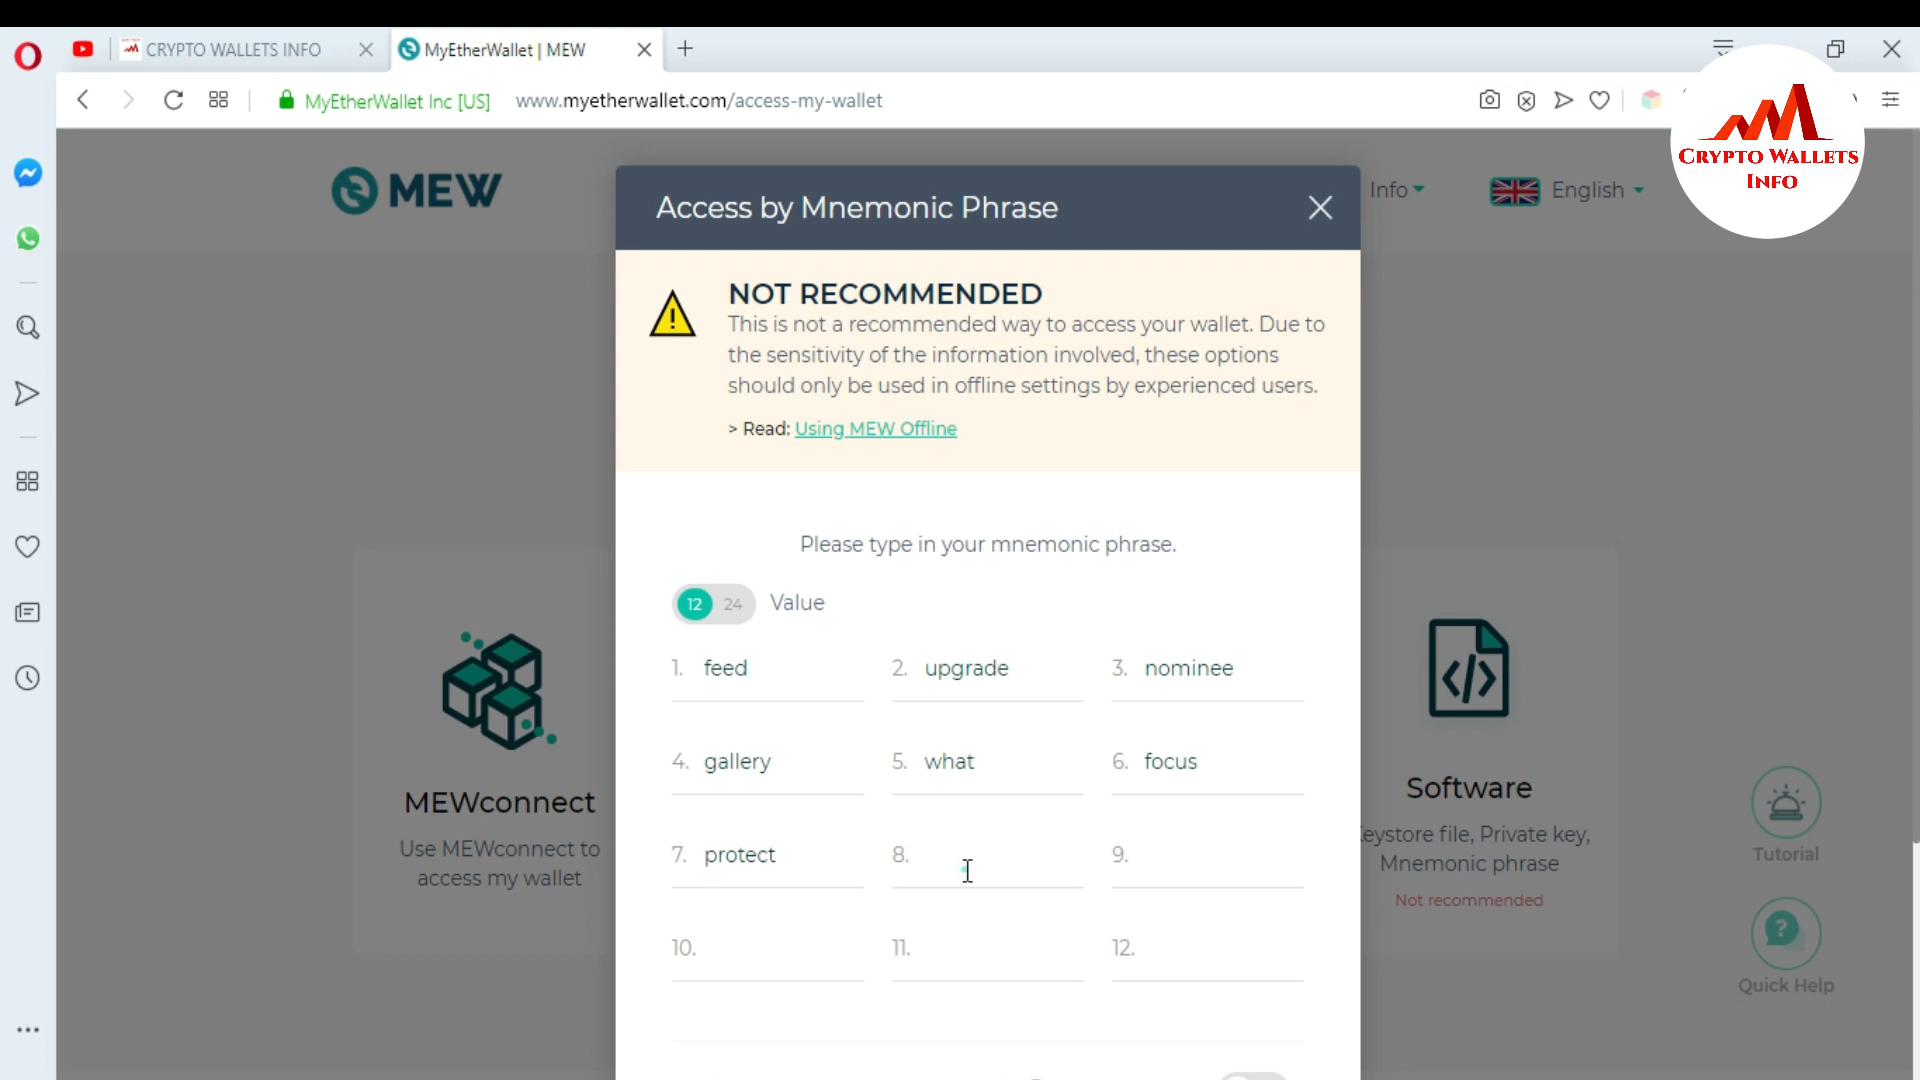 CRYPTO WALLETS INFO
MyEtherWallet | MEW
MyEtherWallet Inc [US]
www.myetherwallet.com/access-my-wallet
CRYPTO WALLETS
INFO
MEW
Info
English
Access by Mnemonic Phrase
NOT RECOMMENDED
This is not a recommended way to access your wallet. Due to
the sensitivity of the information involved, these options
should only be used in offline settings by experienced users.
> Read: Using MEW Offline
Please type in your mnemonic phrase.
12 24 Value
1. feed
2. upgrade
3. nominee
4. gallery
5. what
6. focus
7. protect
8.
9.
10.
11.
12.
MEWconnect
Use MEWconnect to
access my wallet
Software
Keystore file, Private key,
Mnemonic phrase
Not recommended
Tutorial
Quick Help